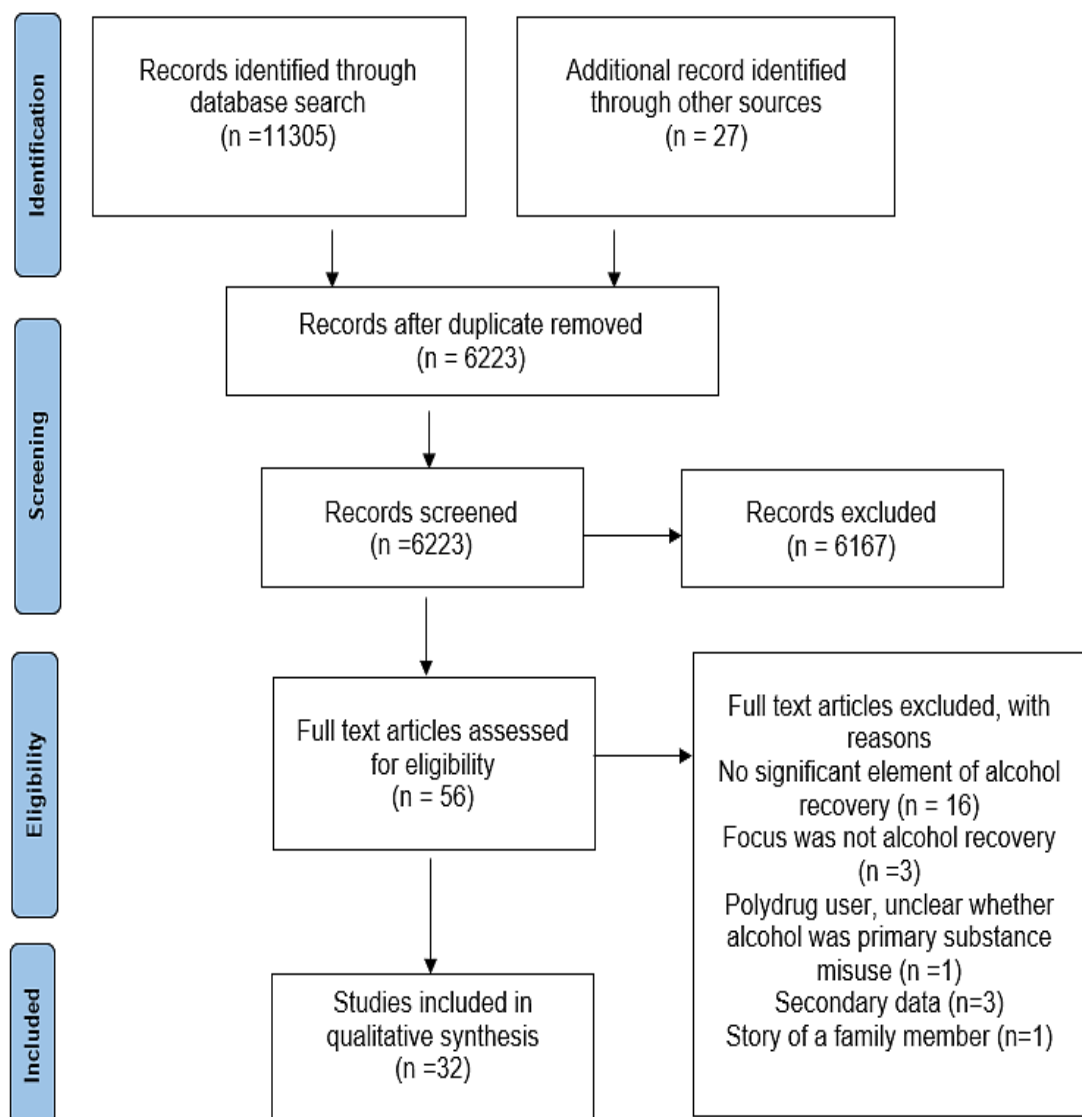 Identification
Records identified through
database search
(n =11305)
Additional record identified
through other sources
(n = 27)
Records after duplicate removed
(n = 6223)
Screening
Records screened
(n =6223)
Records excluded
(n = 6167)
Eligibility
Full text articles assessed
for eligibility
(n = 56)
Full text articles excluded, with
reasons
No significant element of alcohol
recovery (n = 16)
Focus was not alcohol recovery
(n =3)
Polydrug user, unclear whether
alcohol was primary substance
misuse (n =1)
Secondary data (n=3)
Story of a family member (n=1)
Included
Studies included in
qualitative synthesis
(n =32)